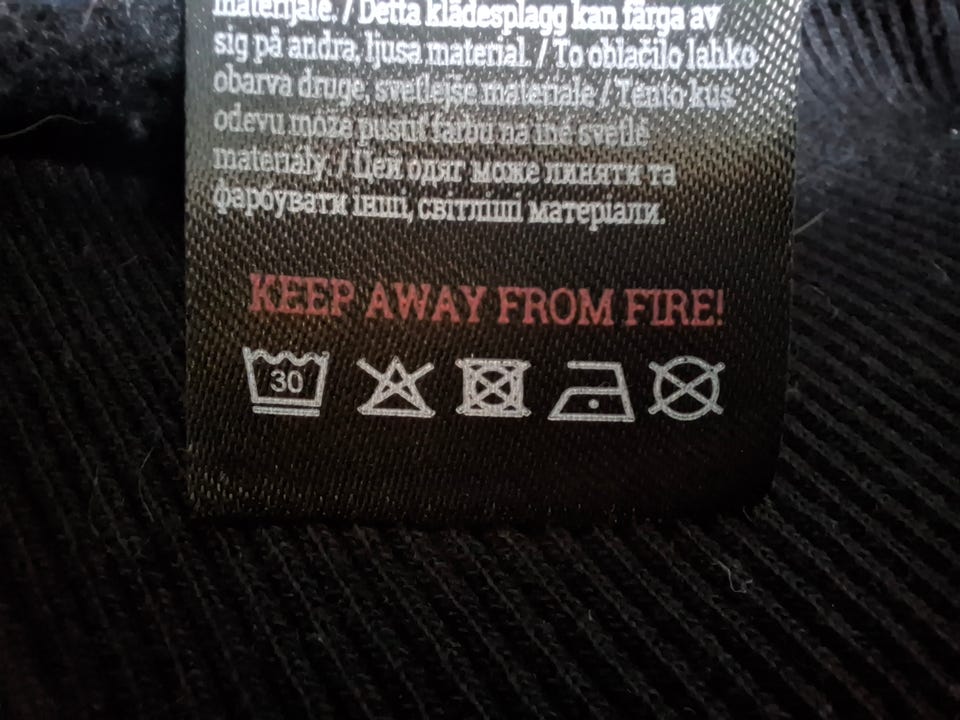 materijale. / Detta klädesplagg kan färga av
sig på andra, ljusa material. / To oblačilo lahko
obarva druge, svetlejše materiale / Tento kus
odevu môže pustiť farbu na iné svetlé
materiály. / Цей одяг може линяти та
фарбувати інші, світліші матеріали.
KEEP AWAY FROM FIRE!
30